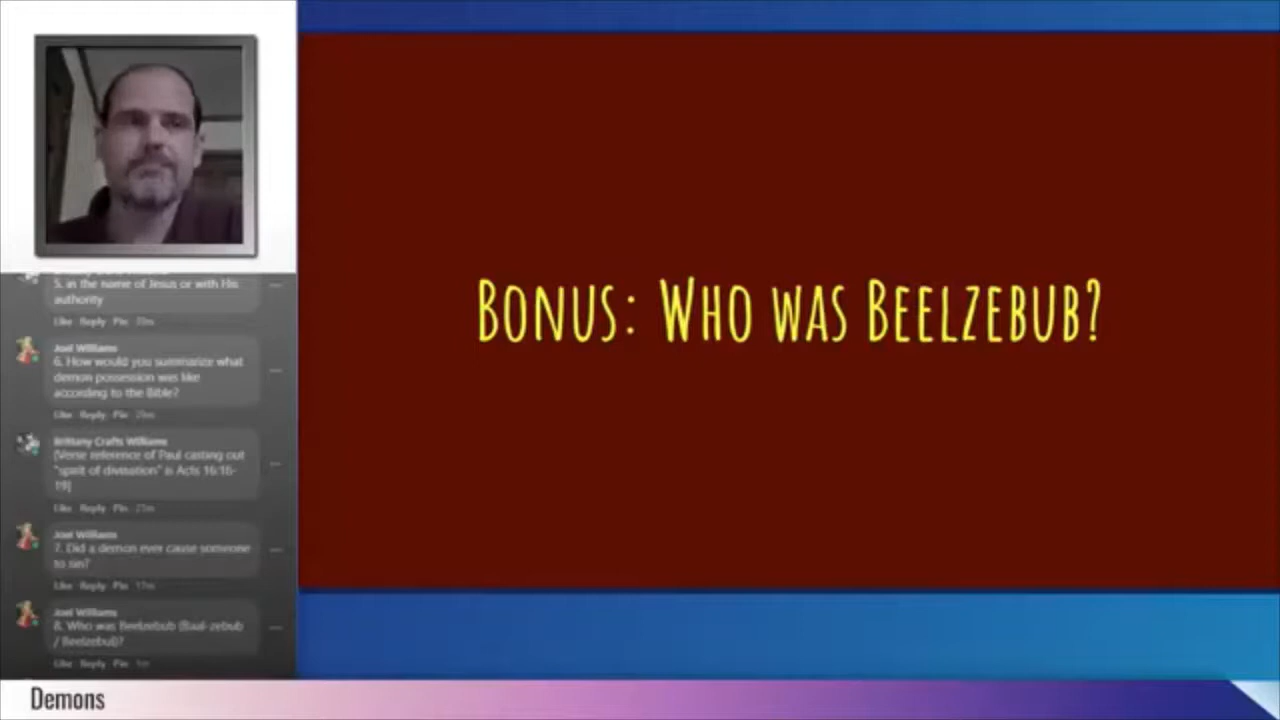 5. in the name of Jesus or with His
authority
Like Reply Pin
Joel Williams
6. How would you summarize what
demon possession was like
according to the Bible?
Like Reply Pin
Brittany Crafts Williams
(Verse reference of Paul casting out
"spirit of divination" is Acts 16:16-
19)
Like Reply Pin
Joel Williams
7. Did a demon ever cause someone
to sin?
Like Reply Pin
Joel Williams
8. Who was Beelzebub (Baal-zebub
/ Beelzebul)?
Like Reply Pin
BONUS: WHO WAS BEELZEBUB?
Demons